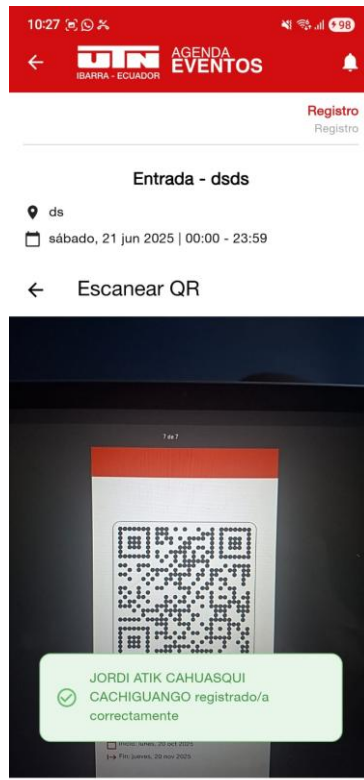 10:27
98
UTN
IBARRA - ECUADOR
AGENDA
EVENTOS
Registro
Registro
Entrada - dsds
ds
sábado, 21 jun 2025 | 00:00 - 23:59
Escanear QR
7 de 7
JORDI ATIK CAHUASQUI
CACHIGUANGO registrado/a
correctamente
Inicio: lunes, 20 oct 2025
Fin: jueves, 20 nov 2025